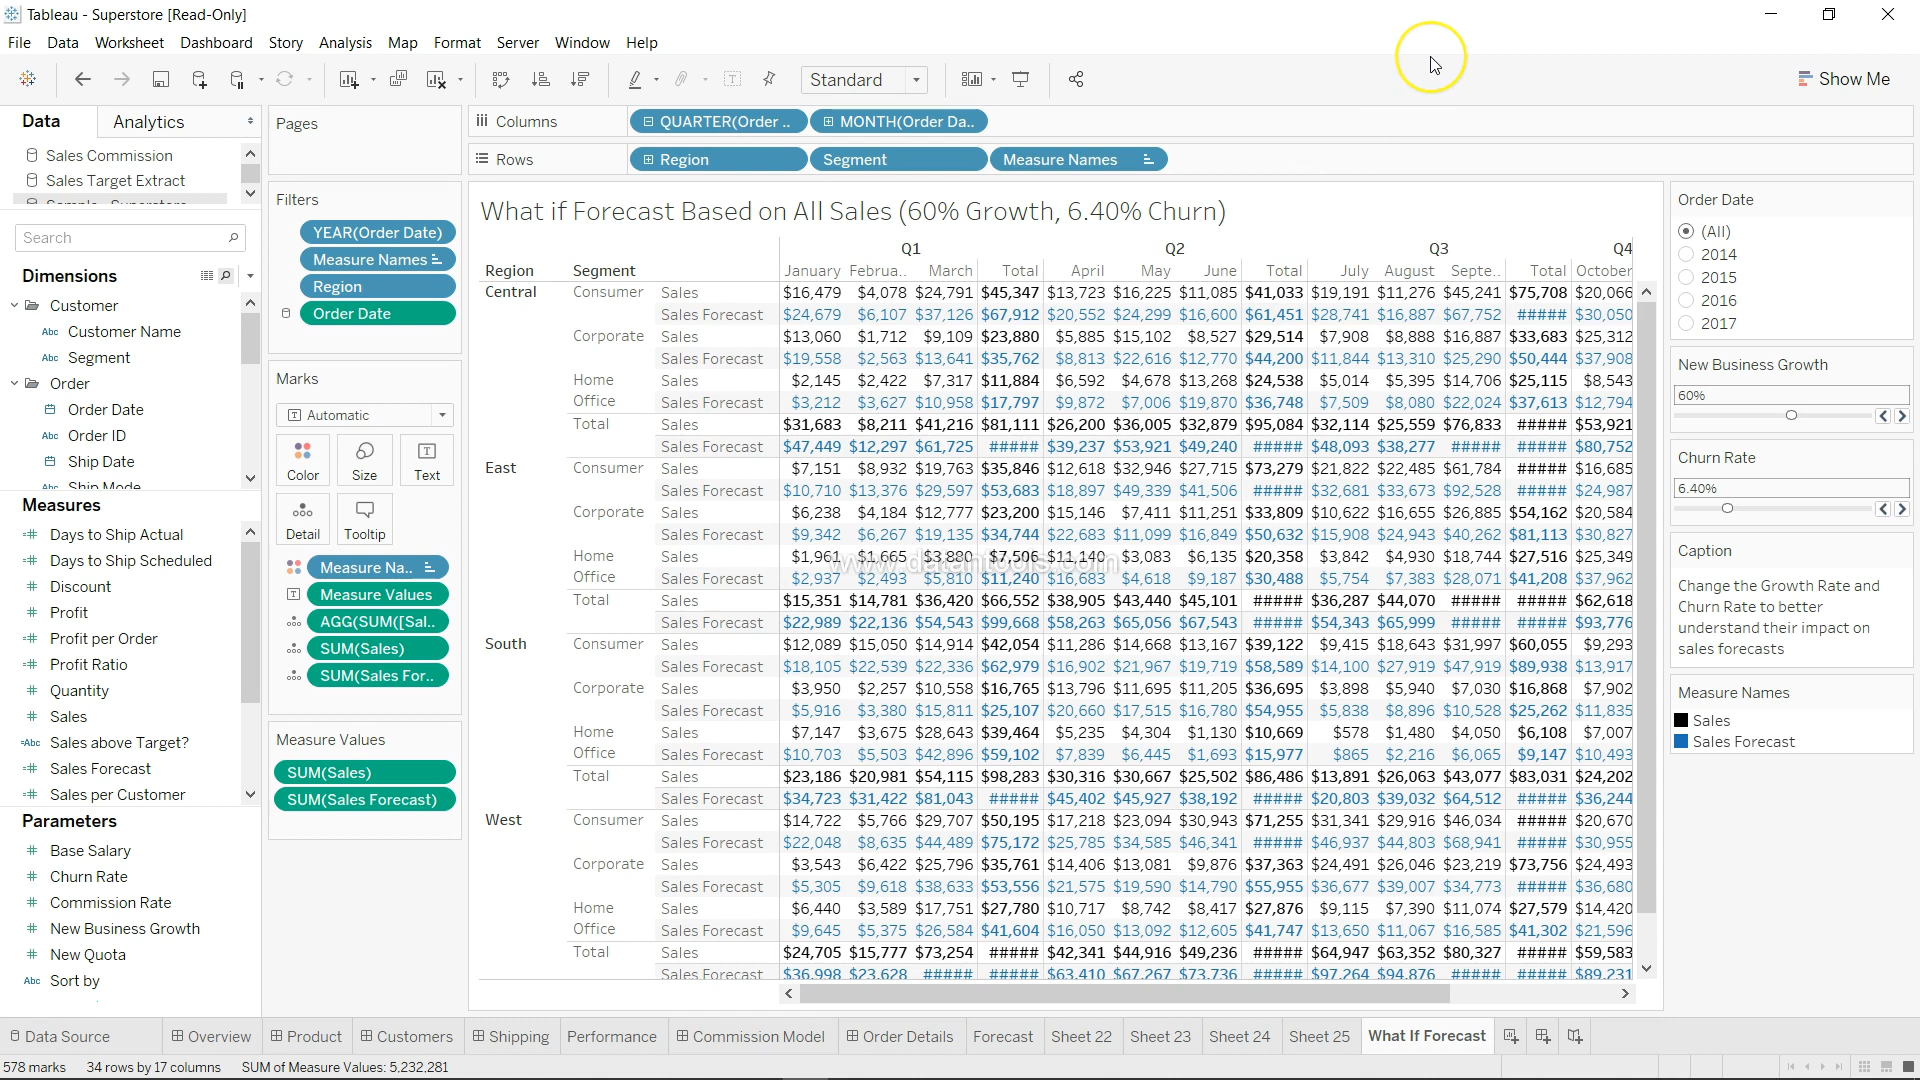 Tableau - Superstore [Read-Only]
File Data Worksheet Dashboard Story Analysis Map Format Server Window Help
Standard
Show Me
Data Analytics
Sales Commission
Sales Target Extract
Sample - Superstore
Search
Dimensions
Customer
Abc Customer Name
Abc Segment
Order
Order Date
Abc Order ID
Ship Date
Abc Ship Mode
Measures
Days to Ship Actual
Days to Ship Scheduled
Discount
Profit
Profit per Order
Profit Ratio
Quantity
Sales
=Abc Sales above Target?
Sales Forecast
Sales per Customer
Parameters
Base Salary
Churn Rate
Commission Rate
New Business Growth
New Quota
Abc Sort by
Pages
Filters
YEAR(Order Date)
Measure Names
Region
Order Date
Marks
Automatic
Color Size Text
Detail Tooltip
Measure Na..
Measure Values
AGG(SUM([Sal..
SUM(Sales)
SUM(Sales For..
Measure Values
SUM(Sales)
SUM(Sales Forecast)
Columns QUARTER(Order .. MONTH(Order Da..
Rows Region Segment Measure Names
What if Forecast Based on All Sales (60% Growth, 6.40% Churn)
Q1 Q2 Q3 Q4
Region Segment January Februa.. March Total April May June Total July August Septe.. Total October
Central Consumer Sales $16,479 $4,078 $24,791 $45,347 $13,723 $16,225 $11,085 $41,033 $19,191 $11,276 $45,241 $75,708 $20,066
Sales Forecast $24,679 $6,107 $37,126 $67,912 $20,552 $24,299 $16,600 $61,451 $28,741 $16,887 $67,752 ##### $30,050
Corporate Sales $13,060 $1,712 $9,109 $23,880 $5,885 $15,102 $8,527 $29,514 $7,908 $8,888 $16,887 $33,683 $25,312
Sales Forecast $19,558 $2,563 $13,641 $35,762 $8,813 $22,616 $12,770 $44,200 $11,844 $13,310 $25,290 $50,444 $37,908
Home Sales $2,145 $2,422 $7,317 $11,884 $6,592 $4,678 $13,268 $24,538 $5,014 $5,395 $14,706 $25,115 $8,543
Office Sales Forecast $3,212 $3,627 $10,958 $17,797 $9,872 $7,006 $19,870 $36,748 $7,509 $8,080 $22,024 $37,613 $12,794
Total Sales $31,683 $8,211 $41,216 $81,111 $26,200 $36,005 $32,879 $95,084 $32,114 $25,559 $76,833 ##### $53,921
Sales Forecast $47,449 $12,297 $61,725 ##### $39,237 $53,921 $49,240 ##### $48,093 $38,277 ##### ##### $80,752
East Consumer Sales $7,151 $8,932 $19,763 $35,846 $12,618 $32,946 $27,715 $73,279 $21,822 $22,485 $61,784 ##### $16,685
Sales Forecast $10,710 $13,376 $29,597 $53,683 $18,897 $49,339 $41,506 ##### $32,681 $33,673 $92,528 ##### $24,987
Corporate Sales $6,238 $4,184 $12,777 $23,200 $15,146 $7,411 $11,251 $33,809 $10,622 $16,655 $26,885 $54,162 $20,584
Sales Forecast $9,342 $6,267 $19,135 $34,744 $22,683 $11,099 $16,849 $50,632 $15,908 $24,943 $40,262 $81,113 $30,827
Home Sales $1,961 $1,665 $3,880 $7,506 $11,140 $3,083 $6,135 $20,358 $3,842 $4,930 $18,744 $27,516 $25,349
www.datantools.com
Office Sales Forecast $2,937 $2,493 $5,810 $11,240 $16,683 $4,618 $9,187 $30,488 $5,754 $7,383 $28,071 $41,208 $37,962
Total Sales $15,351 $14,781 $36,420 $66,552 $38,905 $43,440 $45,101 ##### $36,287 $44,070 ##### ##### $62,618
Sales Forecast $22,989 $22,136 $54,543 $99,668 $58,263 $65,056 $67,543 ##### $54,343 $65,999 ##### ##### $93,776
South Consumer Sales $12,089 $15,050 $14,914 $42,054 $11,286 $14,668 $13,167 $39,122 $9,415 $18,643 $31,997 $60,055 $9,293
Sales Forecast $18,105 $22,539 $22,336 $62,979 $16,902 $21,967 $19,719 $58,589 $14,100 $27,919 $47,919 $89,938 $13,917
Corporate Sales $3,950 $2,257 $10,558 $16,765 $13,796 $11,695 $11,205 $36,695 $3,898 $5,940 $7,030 $16,868 $7,902
Sales Forecast $5,916 $3,380 $15,811 $25,107 $20,660 $17,515 $16,780 $54,955 $5,838 $8,896 $10,528 $25,262 $11,835
Home Sales $7,147 $3,675 $28,643 $39,464 $5,235 $4,304 $1,130 $10,669 $578 $1,480 $4,050 $6,108 $7,007
Office Sales Forecast $10,703 $5,503 $42,896 $59,102 $7,839 $6,445 $1,693 $15,977 $865 $2,216 $6,065 $9,147 $10,493
Total Sales $23,186 $20,981 $54,115 $98,283 $30,316 $30,667 $25,502 $86,486 $13,891 $26,063 $43,077 $83,031 $24,202
Sales Forecast $34,723 $31,422 $81,043 ##### $45,402 $45,927 $38,192 ##### $20,803 $39,032 $64,512 ##### $36,244
West Consumer Sales $14,722 $5,766 $29,707 $50,195 $17,218 $23,094 $30,943 $71,255 $31,341 $29,916 $46,034 ##### $20,670
Sales Forecast $22,048 $8,635 $44,489 $75,172 $25,785 $34,585 $46,341 ##### $46,937 $44,803 $68,941 ##### $30,955
Corporate Sales $3,543 $6,422 $25,796 $35,761 $14,406 $13,081 $9,876 $37,363 $24,491 $26,046 $23,219 $73,756 $24,493
Sales Forecast $5,305 $9,618 $38,633 $53,556 $21,575 $19,590 $14,790 $55,955 $36,677 $39,007 $34,773 ##### $36,680
Home Sales $6,440 $3,589 $17,751 $27,780 $10,717 $8,742 $8,417 $27,876 $9,115 $7,390 $11,074 $27,579 $14,420
Office Sales Forecast $9,645 $5,375 $26,584 $41,604 $16,050 $13,092 $12,605 $41,747 $13,650 $11,067 $16,585 $41,302 $21,596
Total Sales $24,705 $15,777 $73,254 ##### $42,341 $44,916 $49,236 ##### $64,947 $63,352 $80,327 ##### $59,583
Sales Forecast $36,998 $23,628 ##### ##### $63,410 $67,267 $73,736 ##### $97,264 $94,876 ##### ##### $89,231
Order Date
(All)
2014
2015
2016
2017
New Business Growth
60%
Churn Rate
6.40%
Caption
Change the Growth Rate and
Churn Rate to better
understand their impact on
sales forecasts
Measure Names
Sales
Sales Forecast
Data Source Overview Product Customers Shipping Performance Commission Model Order Details Forecast Sheet 22 Sheet 23 Sheet 24 Sheet 25 What If Forecast
578 marks 34 rows by 17 columns SUM of Measure Values: 5,232,281